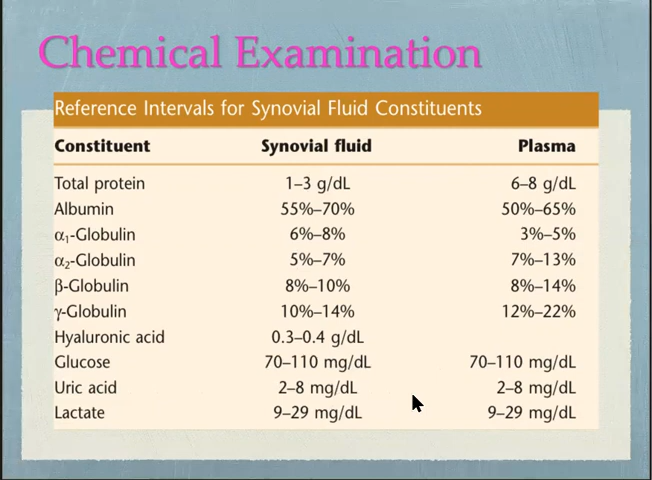 Chemical Examination
Reference Intervals for Synovial Fluid Constituents
Constituent Synovial fluid Plasma
Total protein 1–3 g/dL 6–8 g/dL
Albumin 55%–70% 50%–65%
α₁-Globulin 6%–8% 3%–5%
α₂-Globulin 5%–7% 7%–13%
β-Globulin 8%–10% 8%–14%
γ-Globulin 10%–14% 12%–22%
Hyaluronic acid 0.3–0.4 g/dL
Glucose 70–110 mg/dL 70–110 mg/dL
Uric acid 2–8 mg/dL 2–8 mg/dL
Lactate 9–29 mg/dL 9–29 mg/dL